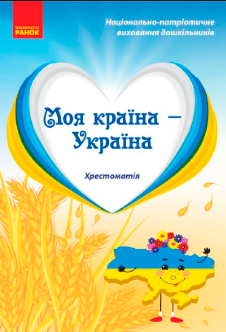 ВИДАВНИЦТВО
РАНОК
Національно-патріотичне
виховання дошкільників
Моя країна –
Україна
Хрестоматія